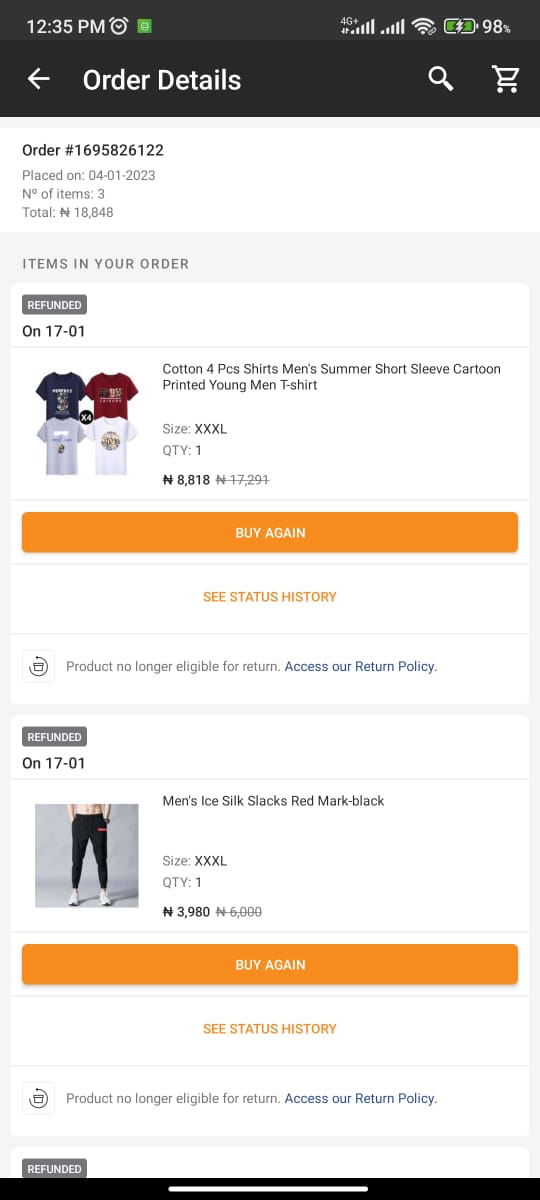 12:35 PM
4G+
98%
Order Details
Order #1695826122
Placed on: 04-01-2023
Nº of items: 3
Total: ₦ 18,848
ITEMS IN YOUR ORDER
REFUNDED
On 17-01
PERFECT
X4
Cotton 4 Pcs Shirts Men's Summer Short Sleeve Cartoon
Printed Young Men T-shirt
Size: XXXL
QTY: 1
₦ 8,818 ₦ 17,291
BUY AGAIN
SEE STATUS HISTORY
Product no longer eligible for return. Access our Return Policy.
REFUNDED
On 17-01
Men's Ice Silk Slacks Red Mark-black
Size: XXXL
QTY: 1
₦ 3,980 ₦ 6,000
BUY AGAIN
SEE STATUS HISTORY
Product no longer eligible for return. Access our Return Policy.
REFUNDED